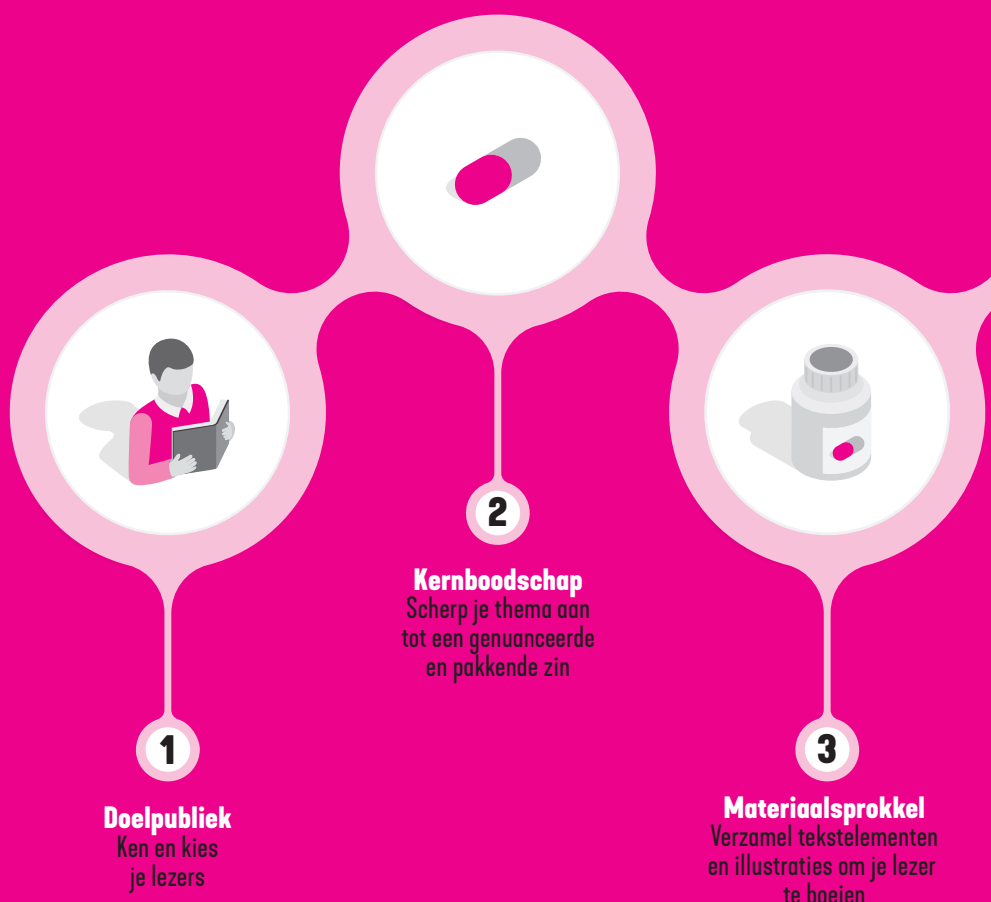 1
Doelpubliek
Ken en kies
je lezers
2
Kernboodschap
Scherp je thema aan
tot een genuanceerde
en pakkende zin
3
Materiaalsprokkel
Verzamel tekstelementen
en illustraties om je lezer
te boeien